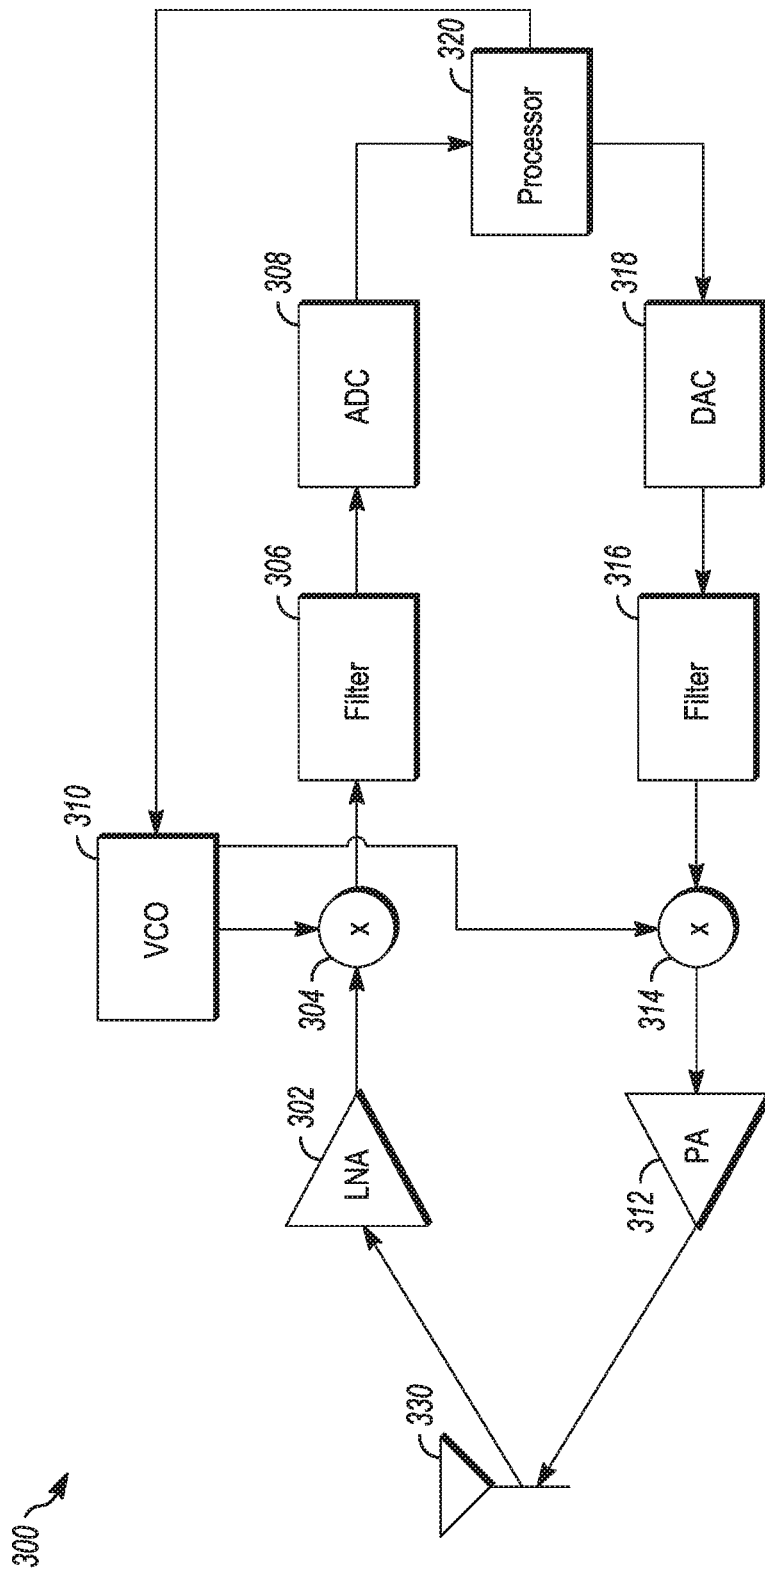 300
330
302
LNA
304
X
310
VCO
306
Filter
308
ADC
320
Processor
312
PA
314
X
316
Filter
318
DAC